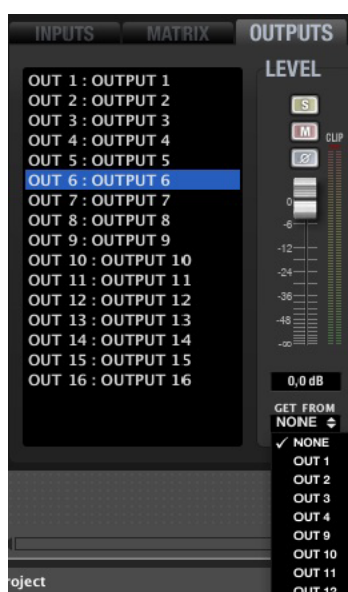 INPUTS MATRIX OUTPUTS
LEVEL
OUT 1 : OUTPUT 1
OUT 2 : OUTPUT 2
OUT 3 : OUTPUT 3
OUT 4 : OUTPUT 4
OUT 5 : OUTPUT 5
OUT 6 : OUTPUT 6
OUT 7 : OUTPUT 7
OUT 8 : OUTPUT 8
OUT 9 : OUTPUT 9
OUT 10 : OUTPUT 10
OUT 11 : OUTPUT 11
OUT 12 : OUTPUT 12
OUT 13 : OUTPUT 13
OUT 14 : OUTPUT 14
OUT 15 : OUTPUT 15
OUT 16 : OUTPUT 16
S
M CLIP
Ø
0
-6
-12
-24
-36
-48
-∞
0,0 dB
GET FROM
NONE
✓ NONE
OUT 1
OUT 2
OUT 3
OUT 4
OUT 9
OUT 10
OUT 11
OUT 12
roject